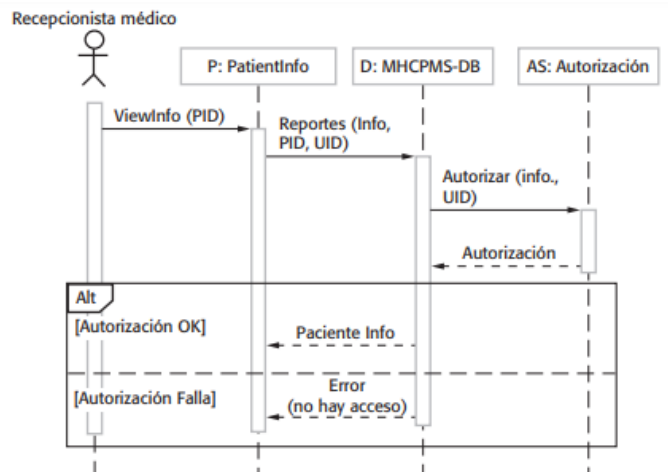 Recepcionista médico
P: PatientInfo
D: MHCPMS-DB
AS: Autorización
ViewInfo (PID)
Reportes (Info,
PID, UID)
Autorizar (info.,
UID)
Autorización
Alt
[Autorización OK]
Paciente Info
[Autorización Falla]
Error
(no hay acceso)